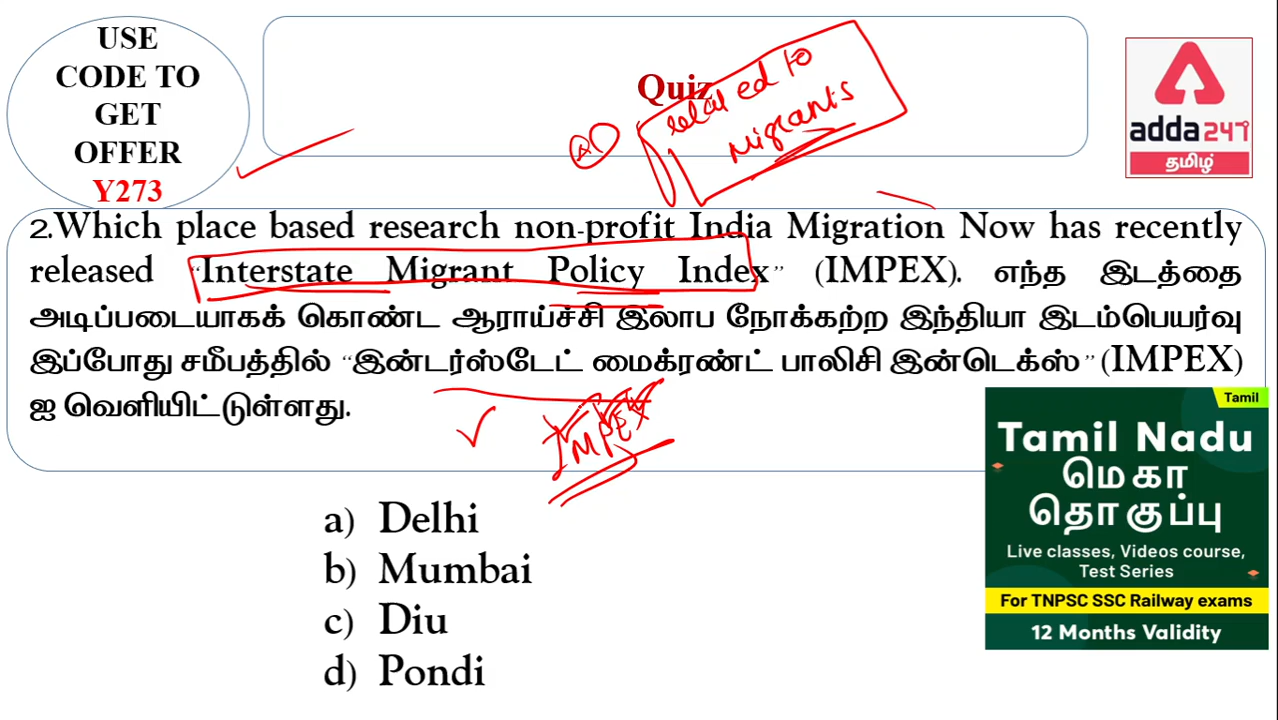 USE
CODE TO
GET
OFFER
Y273
Quiz
related to
Migrants
adda247
தமிழ்
2.Which place based research non-profit India Migration Now has recently
released “Interstate Migrant Policy Index” (IMPEX). எந்த இடத்தை
அடிப்படையாகக் கொண்ட ஆராய்ச்சி இலாப நோக்கற்ற இந்தியா இடம்பெயர்வு
இப்போது சமீபத்தில் “இன்டர்ஸ்டேட் மைக்ரண்ட் பாலிசி இன்டெக்ஸ்” (IMPEX)
ஐ வெளியிட்டுள்ளது.
IMPEX
a) Delhi
b) Mumbai
c) Diu
d) Pondi
Tamil
Tamil Nadu
மெகா
தொகுப்பு
Live classes, Videos course,
Test Series
For TNPSC SSC Railway exams
12 Months Validity